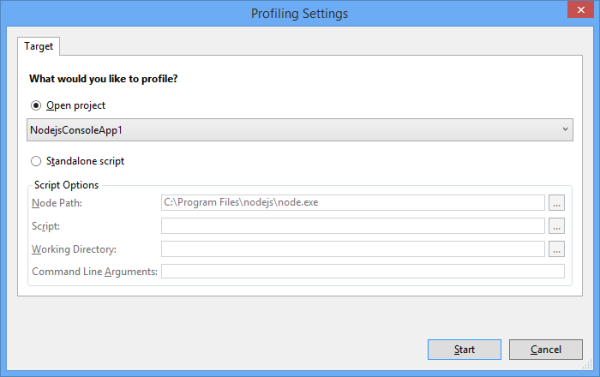 Profiling Settings
Target
What would you like to profile?
Open project
NodejsConsoleApp1
Standalone script
Script Options
Node Path: C:\Program Files\nodejs\node.exe ...
Script: ...
Working Directory: ...
Command Line Arguments:
Start Cancel